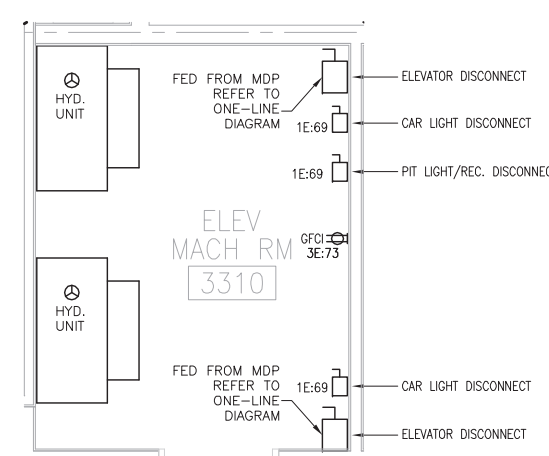 FED FROM MDP
REFER TO
ONE-LINE
DIAGRAM
ELEVATOR DISCONNECT
HYD.
UNIT
1E:69
CAR LIGHT DISCONNECT
1E:69
PIT LIGHT/REC. DISCONNEC
ELEV
MACH RM
3310
GFCI
3E:73
HYD.
UNIT
FED FROM MDP
REFER TO
ONE-LINE
DIAGRAM
1E:69
CAR LIGHT DISCONNECT
ELEVATOR DISCONNECT